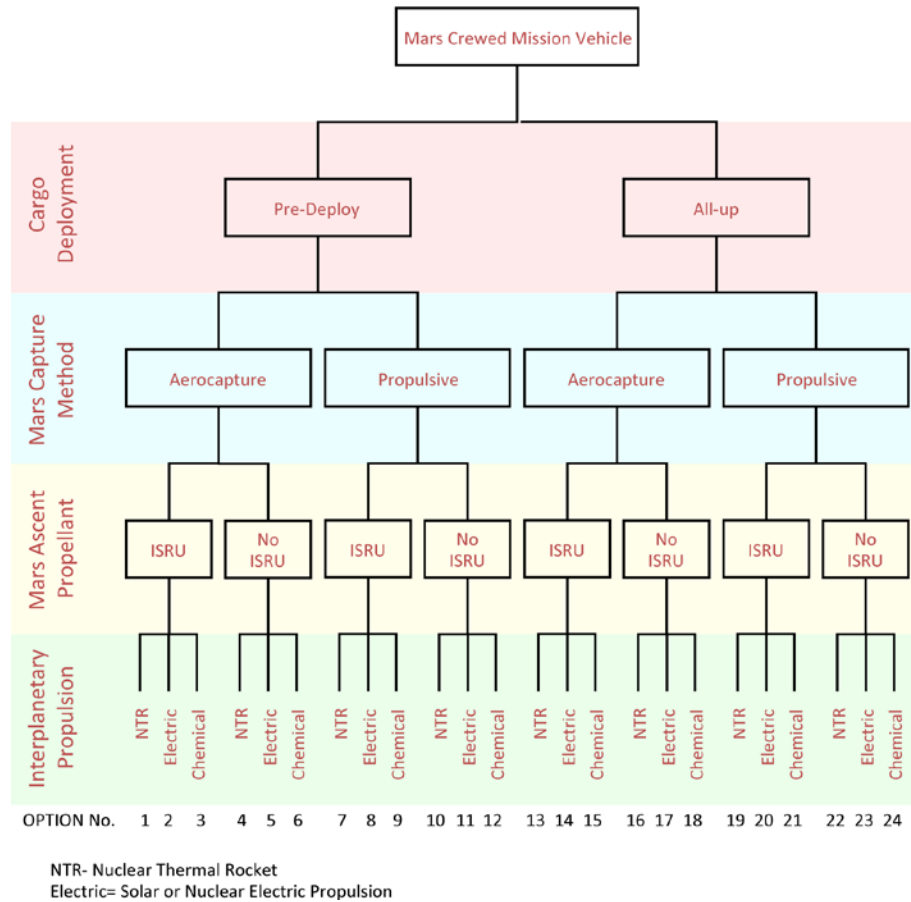 Mars Crewed Mission Vehicle
Cargo
Deployment
Pre-Deploy
All-up
Mars Capture
Method
Aerocapture
Propulsive
Aerocapture
Propulsive
Mars Ascent
Propellant
ISRU
No
ISRU
ISRU
No
ISRU
ISRU
No
ISRU
ISRU
No
ISRU
Interplanetary
Propulsion
NTR
Electric
Chemical
NTR
Electric
Chemical
NTR
Electric
Chemical
NTR
Electric
Chemical
NTR
Electric
Chemical
NTR
Electric
Chemical
NTR
Electric
Chemical
NTR
Electric
Chemical
OPTION No. 1 2 3 4 5 6 7 8 9 10 11 12 13 14 15 16 17 18 19 20 21 22 23 24
NTR- Nuclear Thermal Rocket
Electric= Solar or Nuclear Electric Propulsion